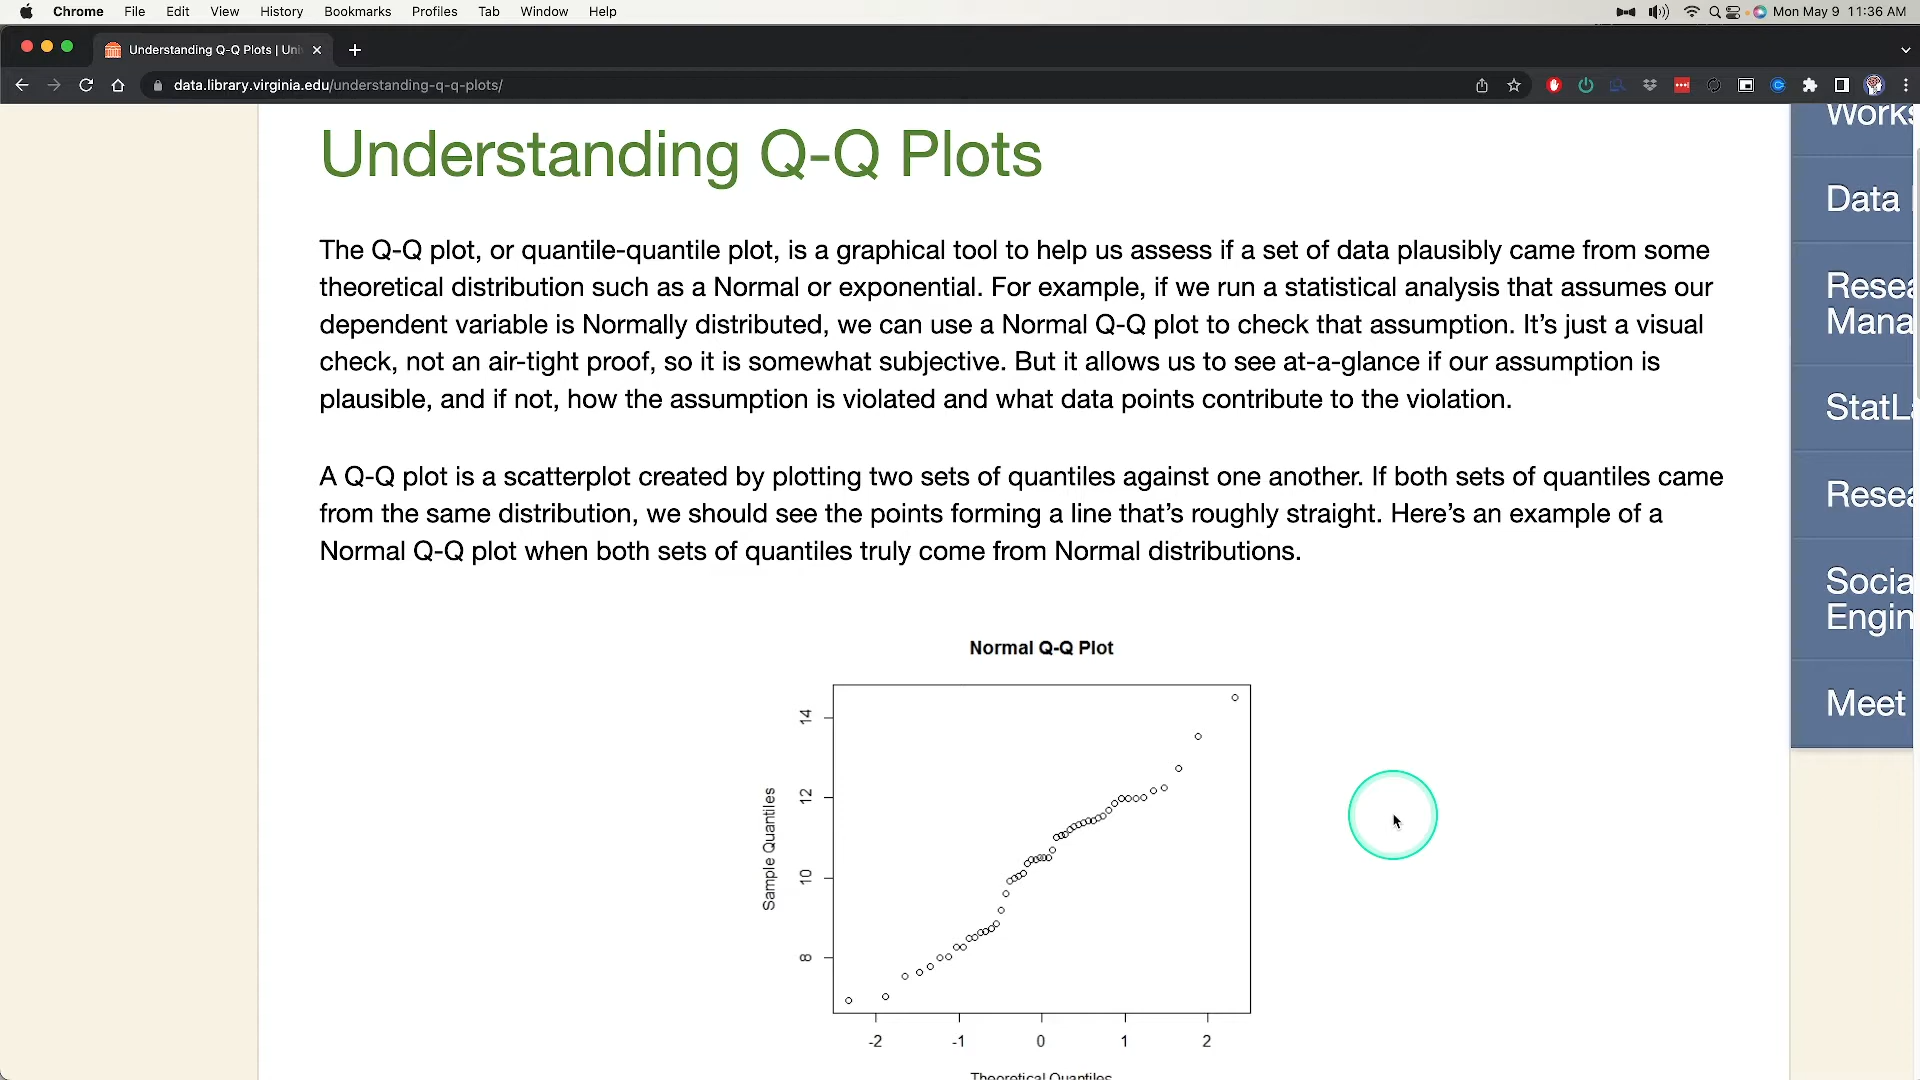 Chrome File Edit View History Bookmarks Profiles Tab Window Help Mon May 9 11:36 AM
Understanding Q-Q Plots | Uni
data.library.virginia.edu/understanding-q-q-plots/
Understanding Q-Q Plots
The Q-Q plot, or quantile-quantile plot, is a graphical tool to help us assess if a set of data plausibly came from some
theoretical distribution such as a Normal or exponential. For example, if we run a statistical analysis that assumes our
dependent variable is Normally distributed, we can use a Normal Q-Q plot to check that assumption. It’s just a visual
check, not an air-tight proof, so it is somewhat subjective. But it allows us to see at-a-glance if our assumption is
plausible, and if not, how the assumption is violated and what data points contribute to the violation.
A Q-Q plot is a scatterplot created by plotting two sets of quantiles against one another. If both sets of quantiles came
from the same distribution, we should see the points forming a line that’s roughly straight. Here’s an example of a
Normal Q-Q plot when both sets of quantiles truly come from Normal distributions.
Normal Q-Q Plot
Sample Quantiles
14
12
10
8
-2 -1 0 1 2
Theoretical Quantiles
Works
Data
Resea
Mana
StatLa
Resea
Socia
Engin
Meet